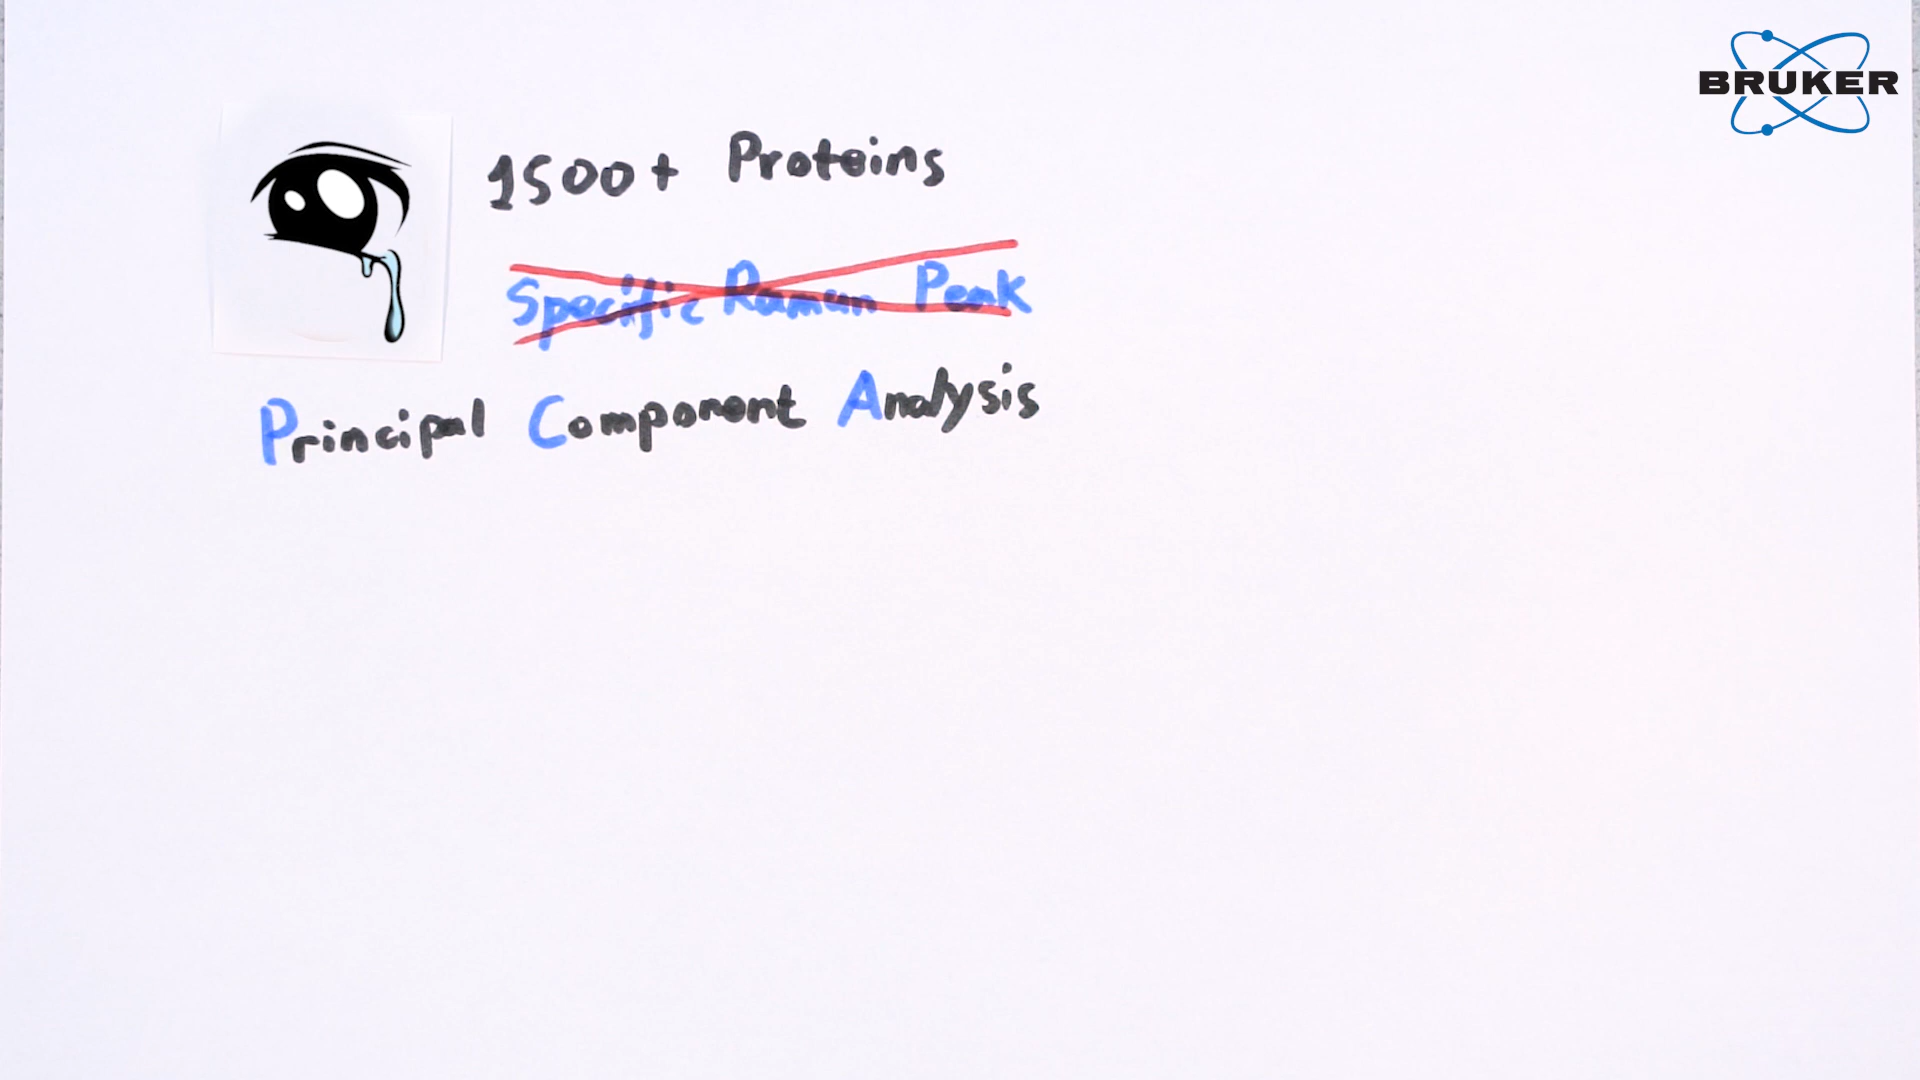 BRUKER
1500+ Proteins
Specific Raman Peak
Principal Component Analysis